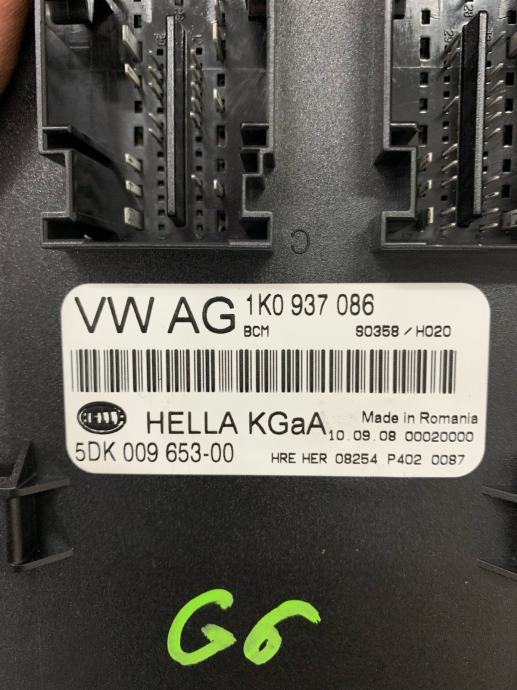 C
VW AG 1K0 937 086
BCM S0358 / H020
HELLA KGaA Made in Romania
10.09.08 00020000
5DK 009 653-00 HRE HER 08254 P402 0087
G6